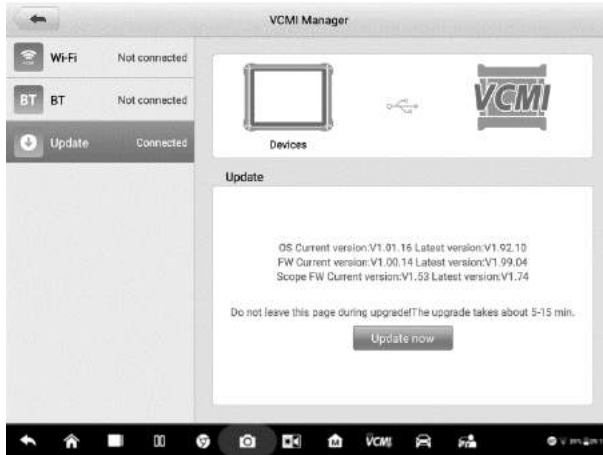 VCMI Manager
Wi-Fi Not connected
BT BT Not connected
Update Connected
VCMI
Devices
Update
OS Current version:V1.01.16 Latest version:V1.92.10
FW Current version:V1.00.14 Latest version:V1.99.04
Scope FW Current version:V1.53 Latest version:V1.74
Do not leave this page during upgrade!The upgrade takes about 5-15 min.
Update now
M VCMI